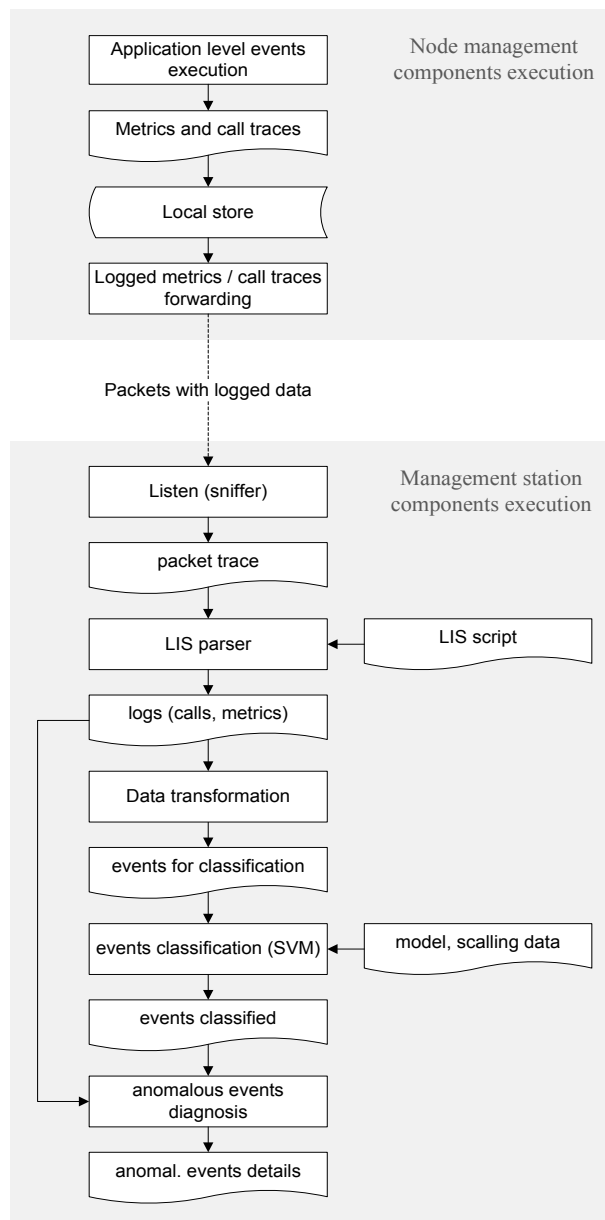 Node management
components execution
Application level events
execution
Metrics and call traces
Local store
Logged metrics / call traces
forwarding
Packets with logged data
Management station
components execution
Listen (sniffer)
packet trace
LIS parser
LIS script
logs (calls, metrics)
Data transformation
events for classification
events classification (SVM)
model, scalling data
events classified
anomalous events
diagnosis
anomal. events details